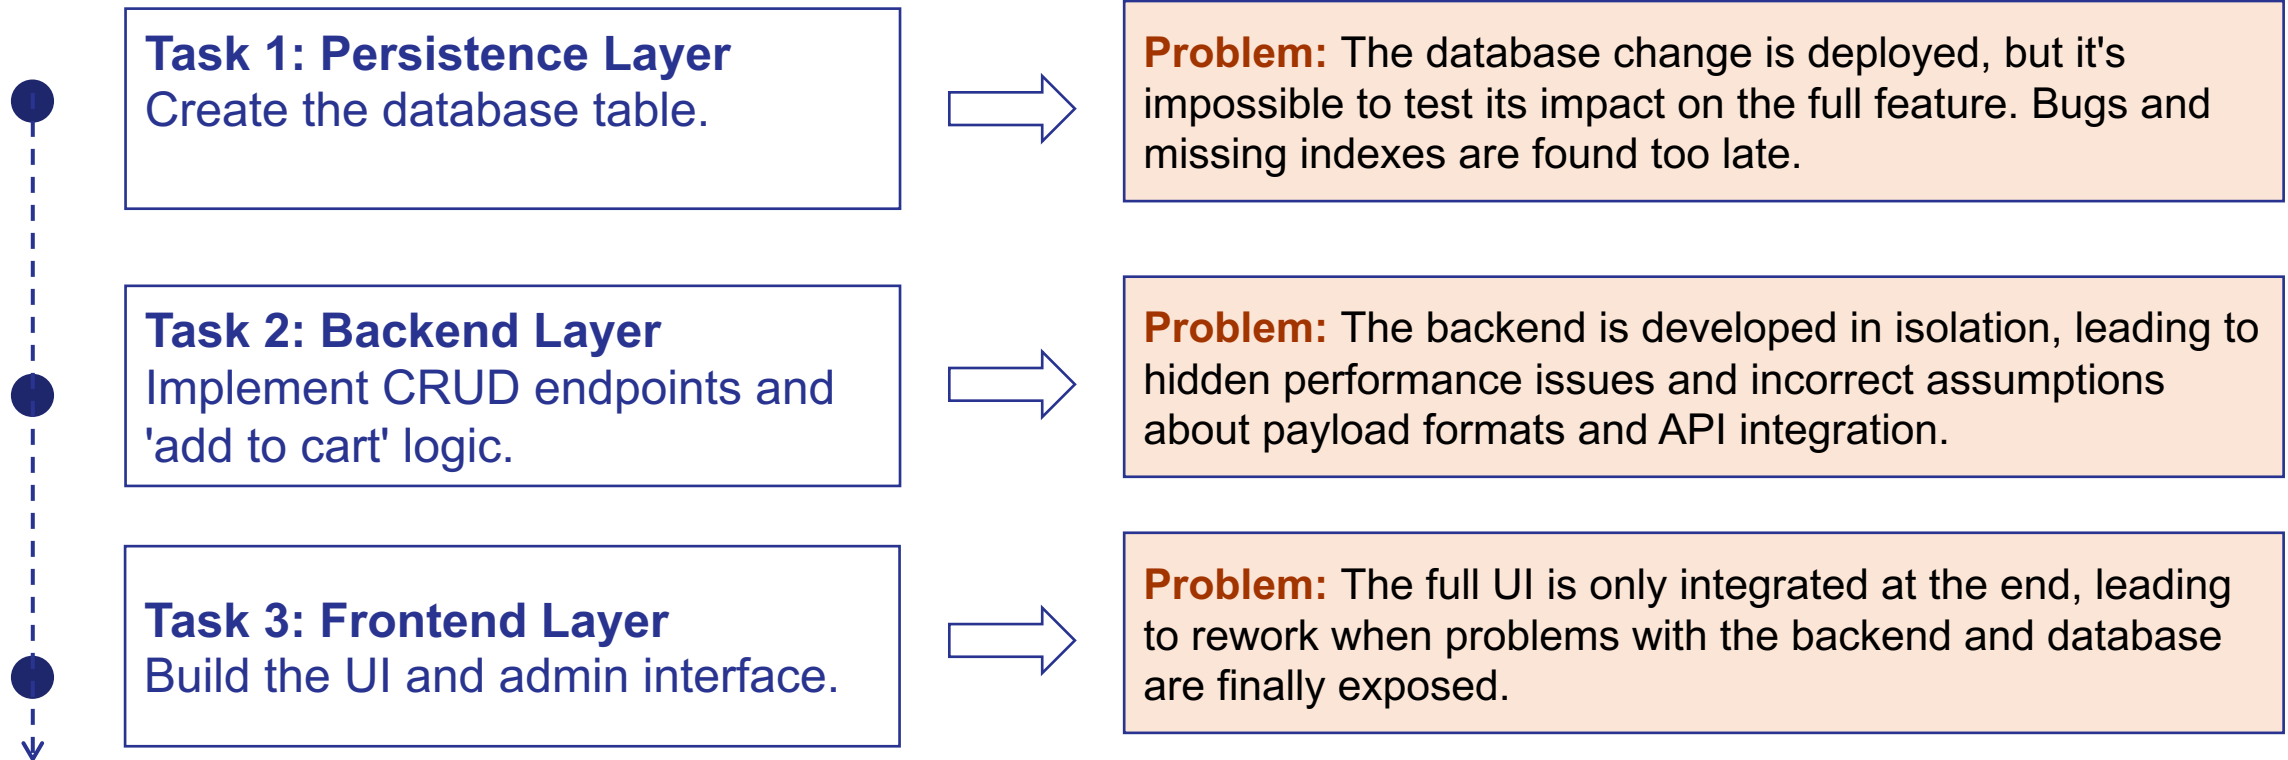 Task 1: Persistence Layer
Create the database table.
Problem: The database change is deployed, but it's
impossible to test its impact on the full feature. Bugs and
missing indexes are found too late.
Task 2: Backend Layer
Implement CRUD endpoints and
'add to cart' logic.
Problem: The backend is developed in isolation, leading to
hidden performance issues and incorrect assumptions
about payload formats and API integration.
Task 3: Frontend Layer
Build the UI and admin interface.
Problem: The full UI is only integrated at the end, leading
to rework when problems with the backend and database
are finally exposed.